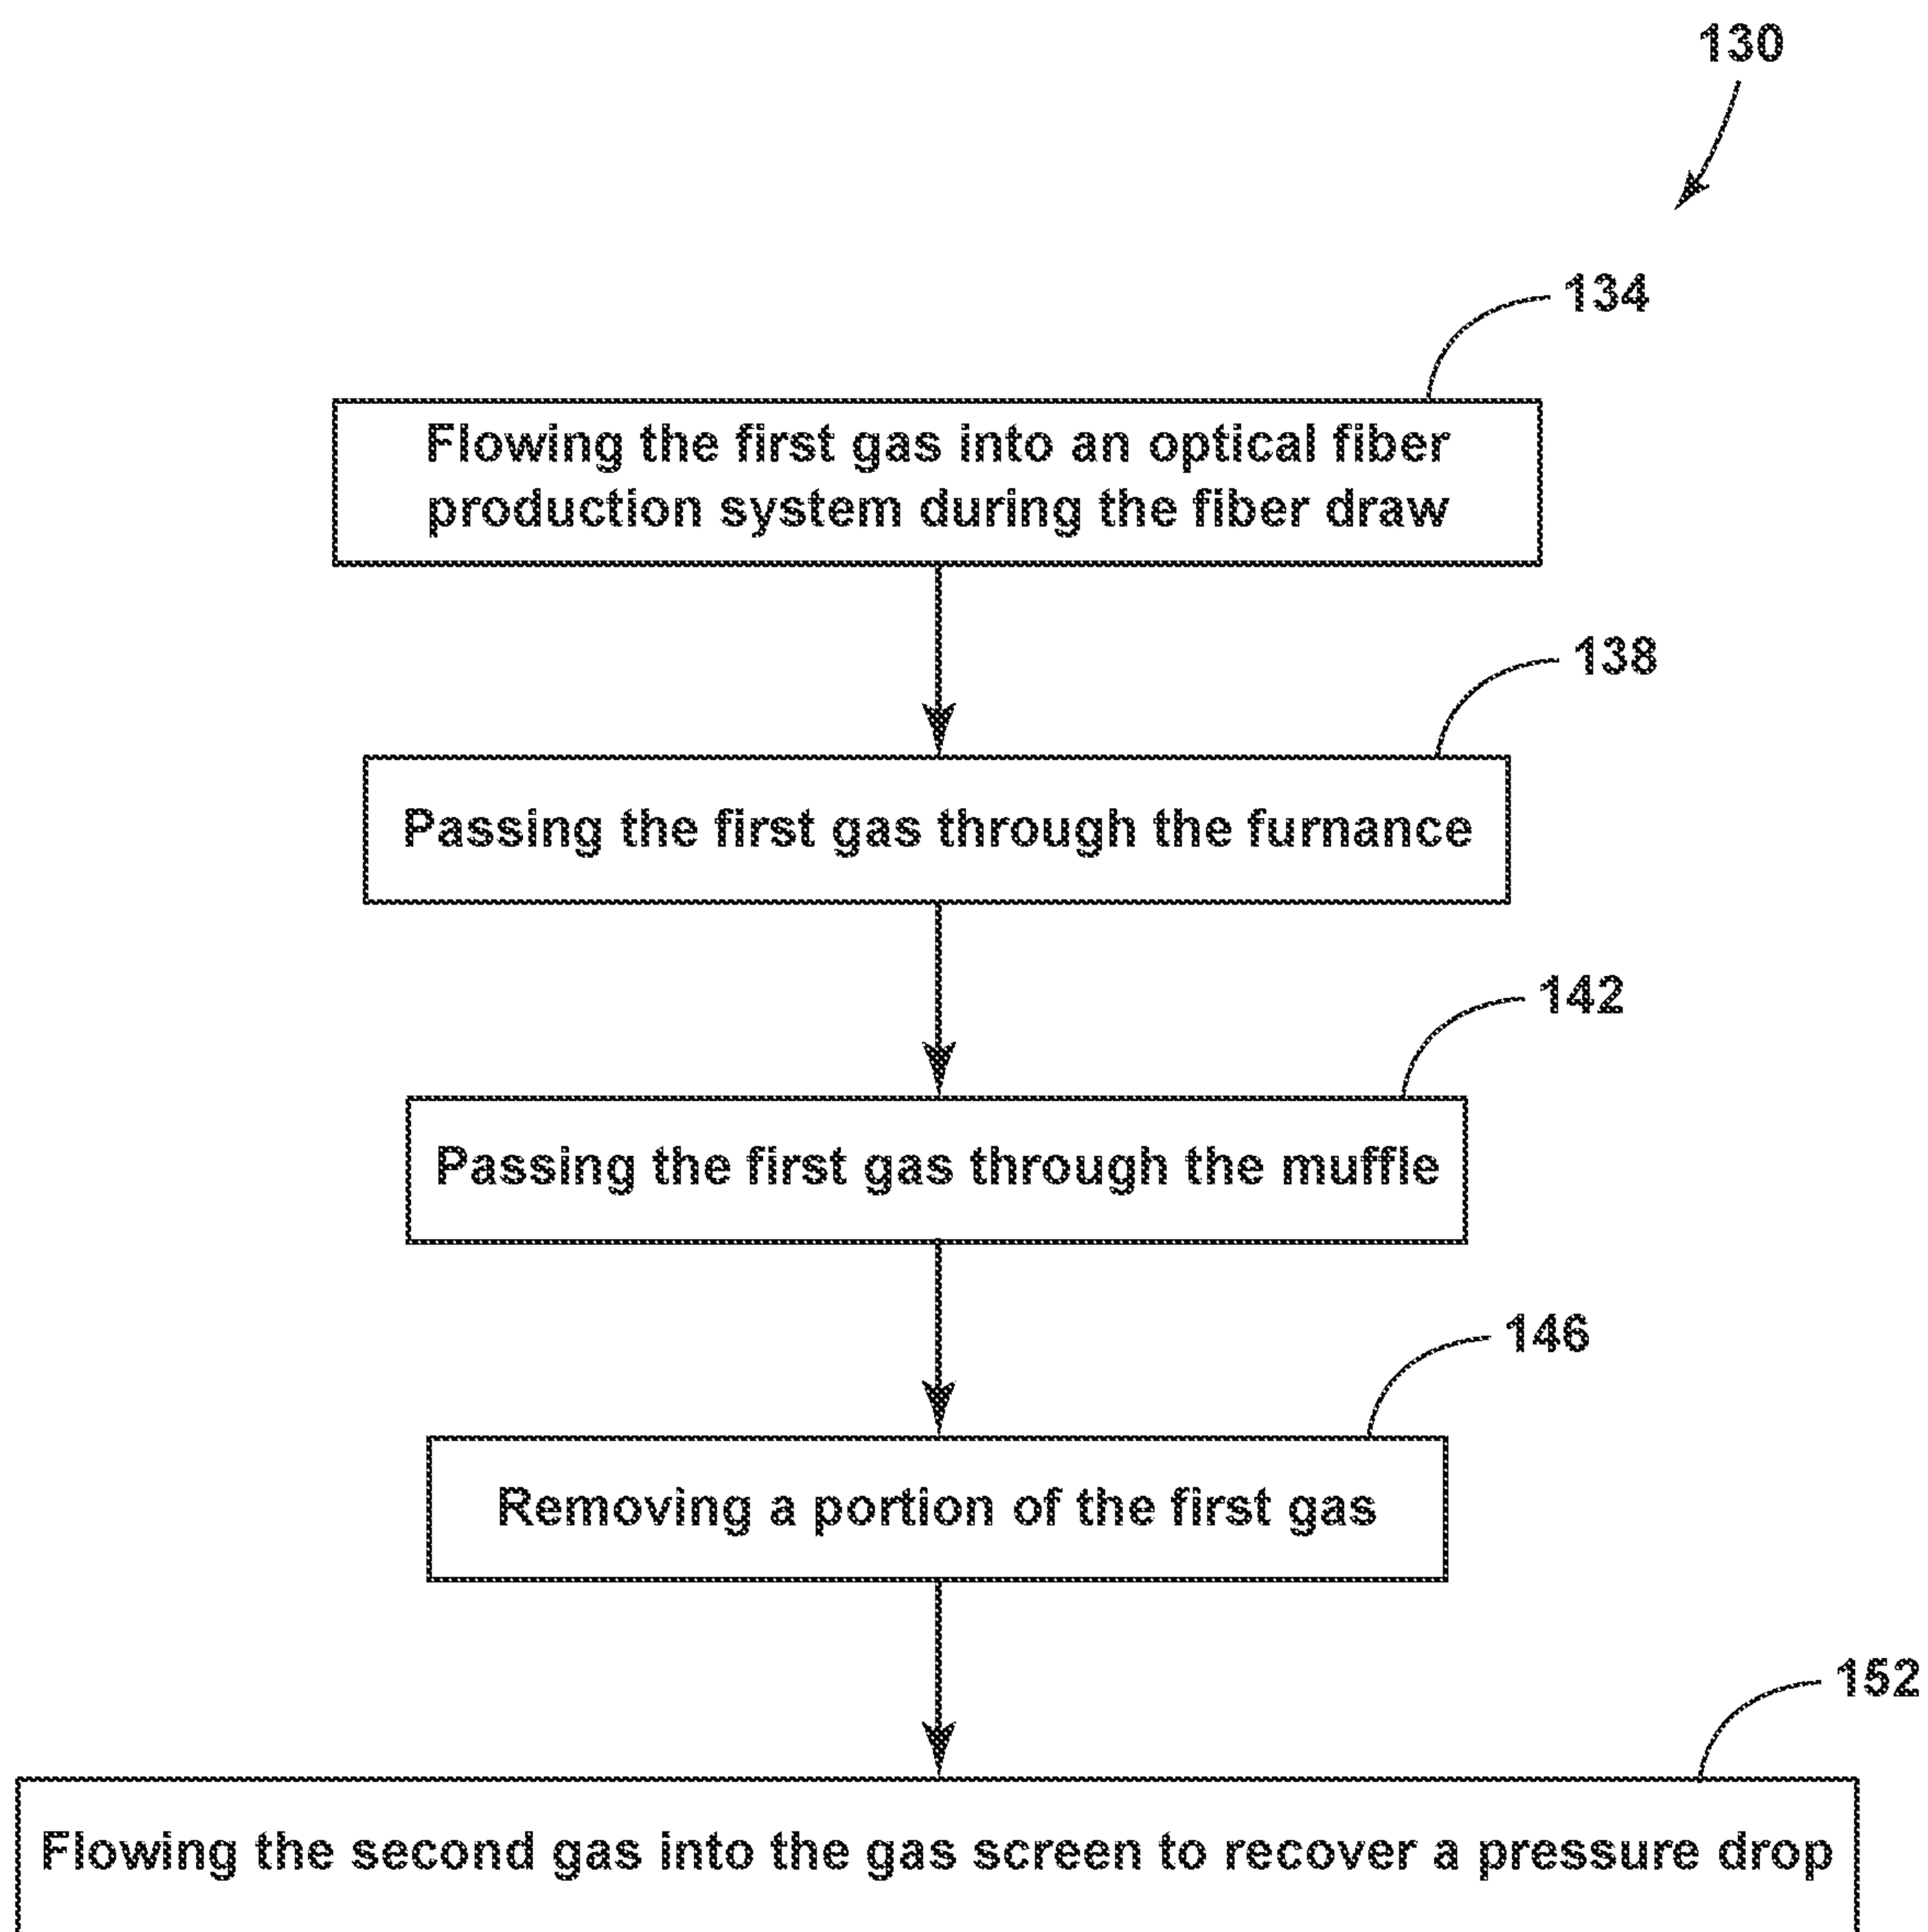 130
134
Flowing the first gas into an optical fiber
production system during the fiber draw
138
Passing the first gas through the furnance
142
Passing the first gas through the muffle
146
Removing a portion of the first gas
152
Flowing the second gas into the gas screen to recover a pressure drop